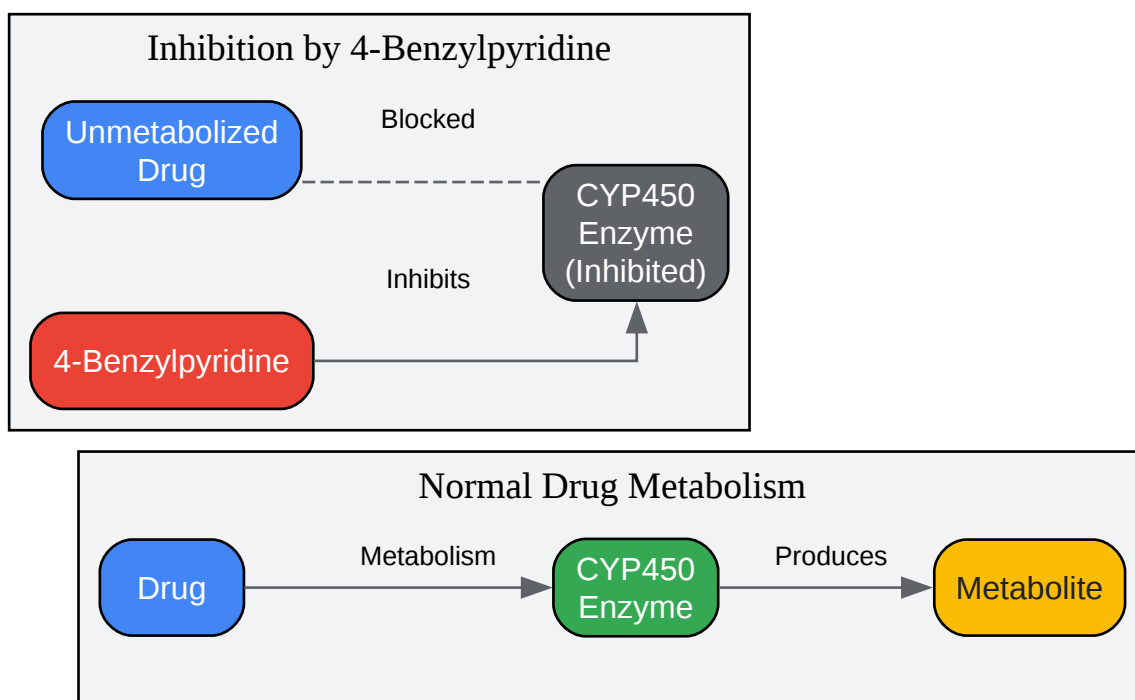 Inhibition by 4-Benzylpyridine
Blocked
Unmetabolized
Drug
CYP450
Enzyme
(Inhibited)
Inhibits
4-Benzylpyridine
Normal Drug Metabolism
Drug
Metabolism
CYP450
Enzyme
Produces
Metabolite